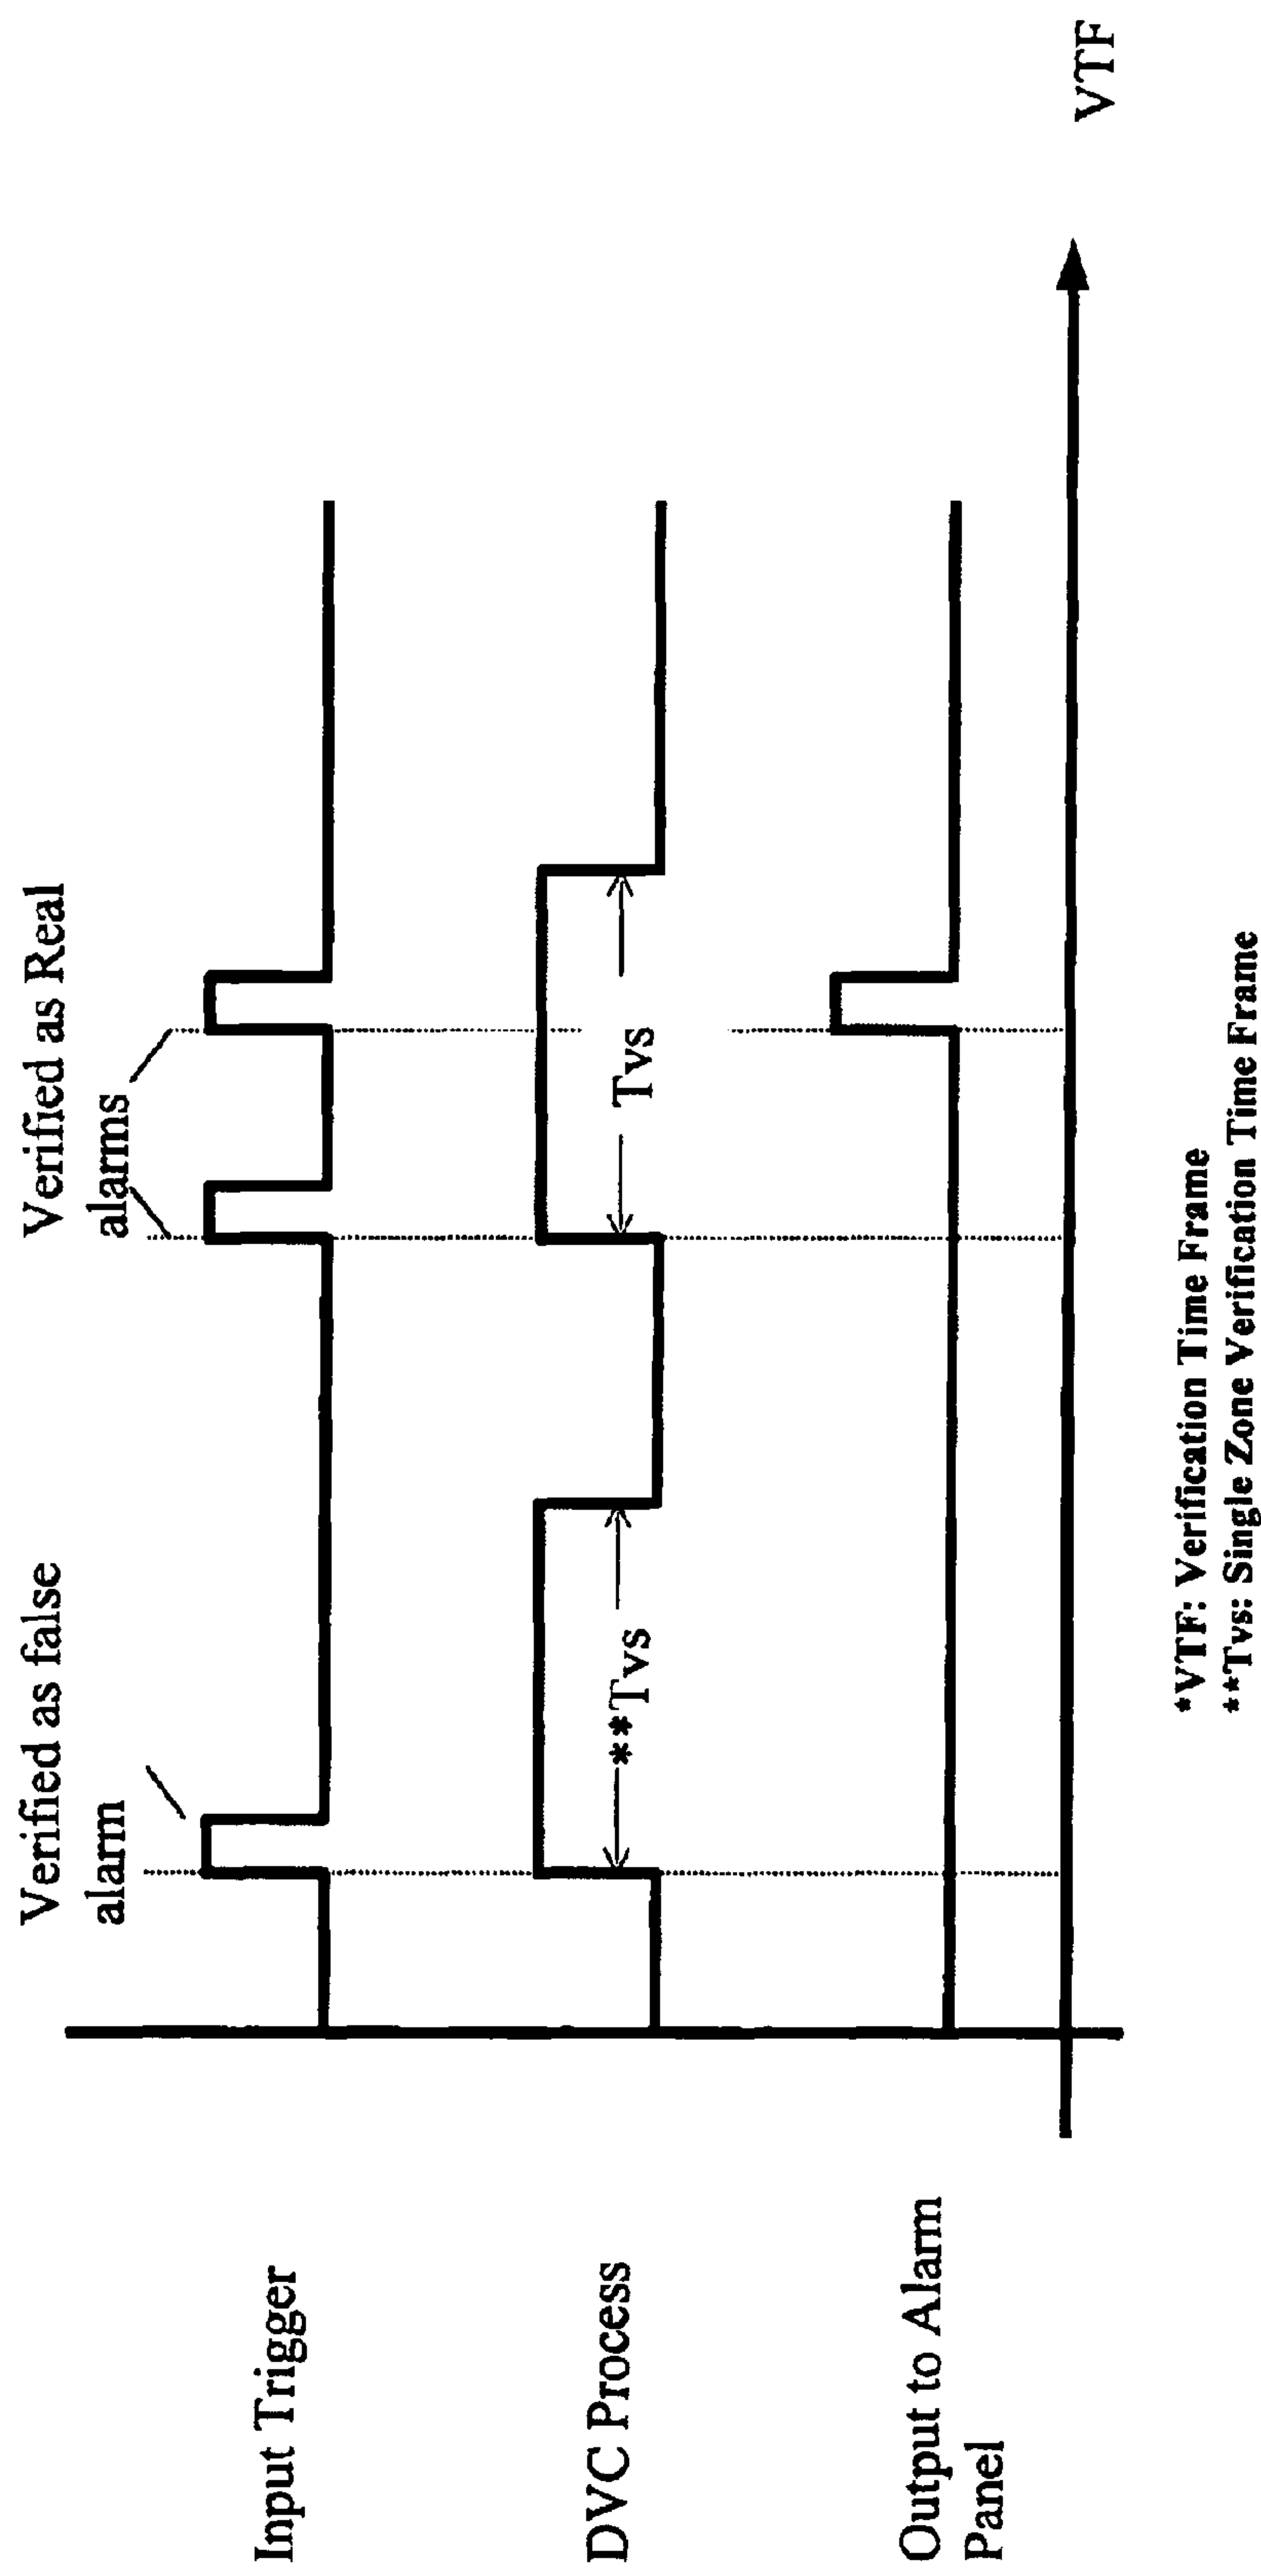 Verified as false
alarm
Verified as Real
alarms
Input Trigger
DVC Process
**Tvs
Tvs
Output to Alarm
Panel
VTF
*VTF: Verification Time Frame
**Tvs: Single Zone Verification Time Frame